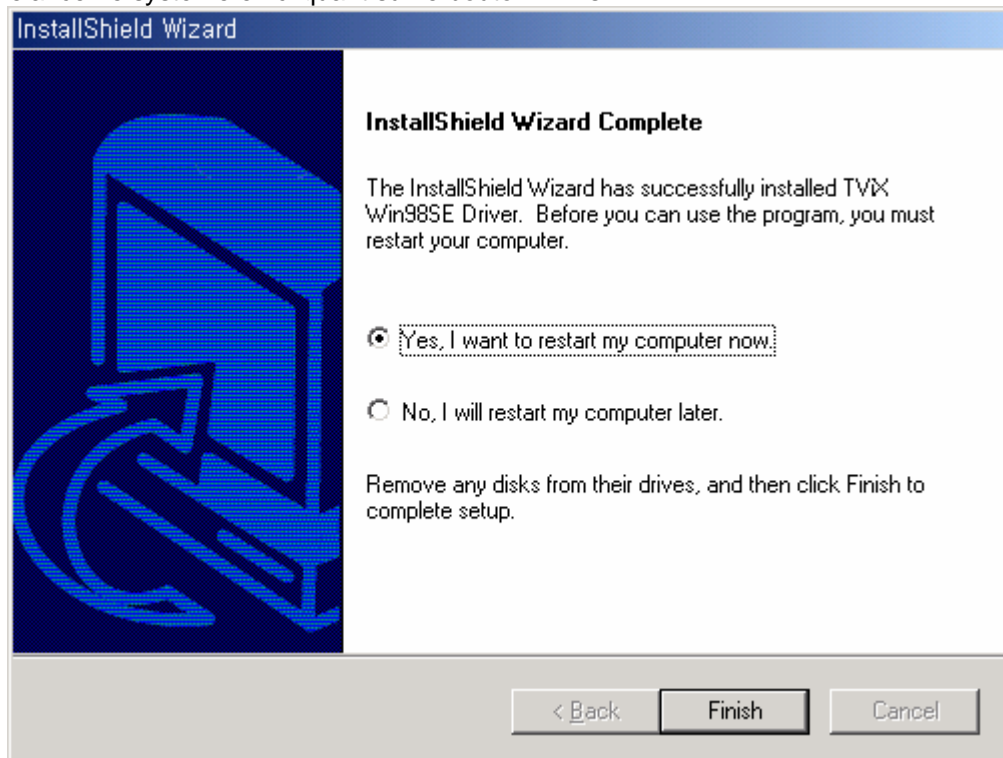 InstallShield Wizard
InstallShield Wizard Complete
The InstallShield Wizard has successfully installed TViX
Win98SE Driver. Before you can use the program, you must
restart your computer.
Yes, I want to restart my computer now.
No, I will restart my computer later.
Remove any disks from their drives, and then click Finish to
complete setup.
< Back
Finish
Cancel